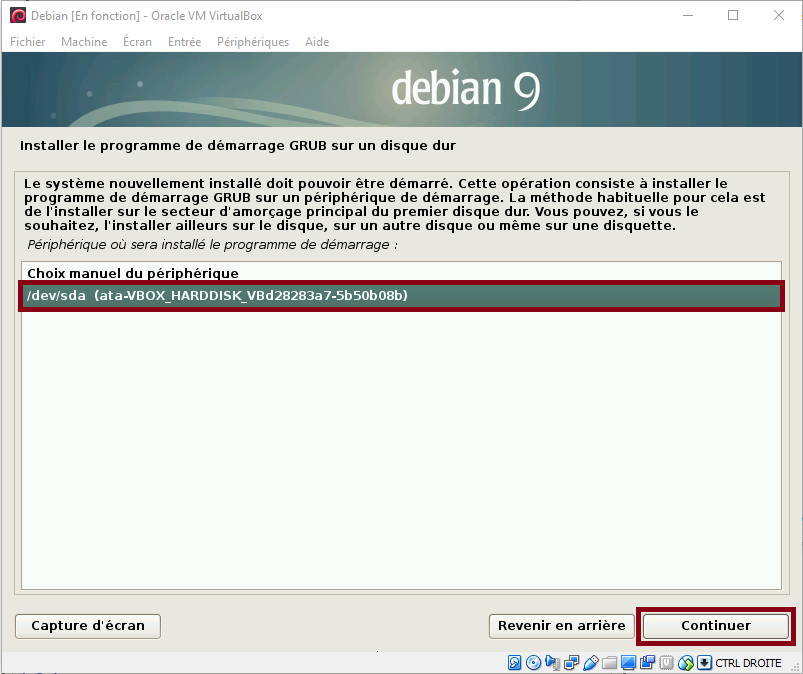 Debian [En fonction] - Oracle VM VirtualBox
Fichier Machine Écran Entrée Périphériques Aide
debian 9
Installer le programme de démarrage GRUB sur un disque dur
Le système nouvellement installé doit pouvoir être démarré. Cette opération consiste à installer le
programme de démarrage GRUB sur un périphérique de démarrage. La méthode habituelle pour cela est
de l'installer sur le secteur d'amorçage principal du premier disque dur. Vous pouvez, si vous le
souhaitez, l'installer ailleurs sur le disque, sur un autre disque ou même sur une disquette.
Périphérique où sera installé le programme de démarrage :
Choix manuel du périphérique
/dev/sda (ata-VBOX_HARDDISK_VBd28283a7-5b50b08b)
Capture d'écran Revenir en arrière Continuer
CTRL DROITE